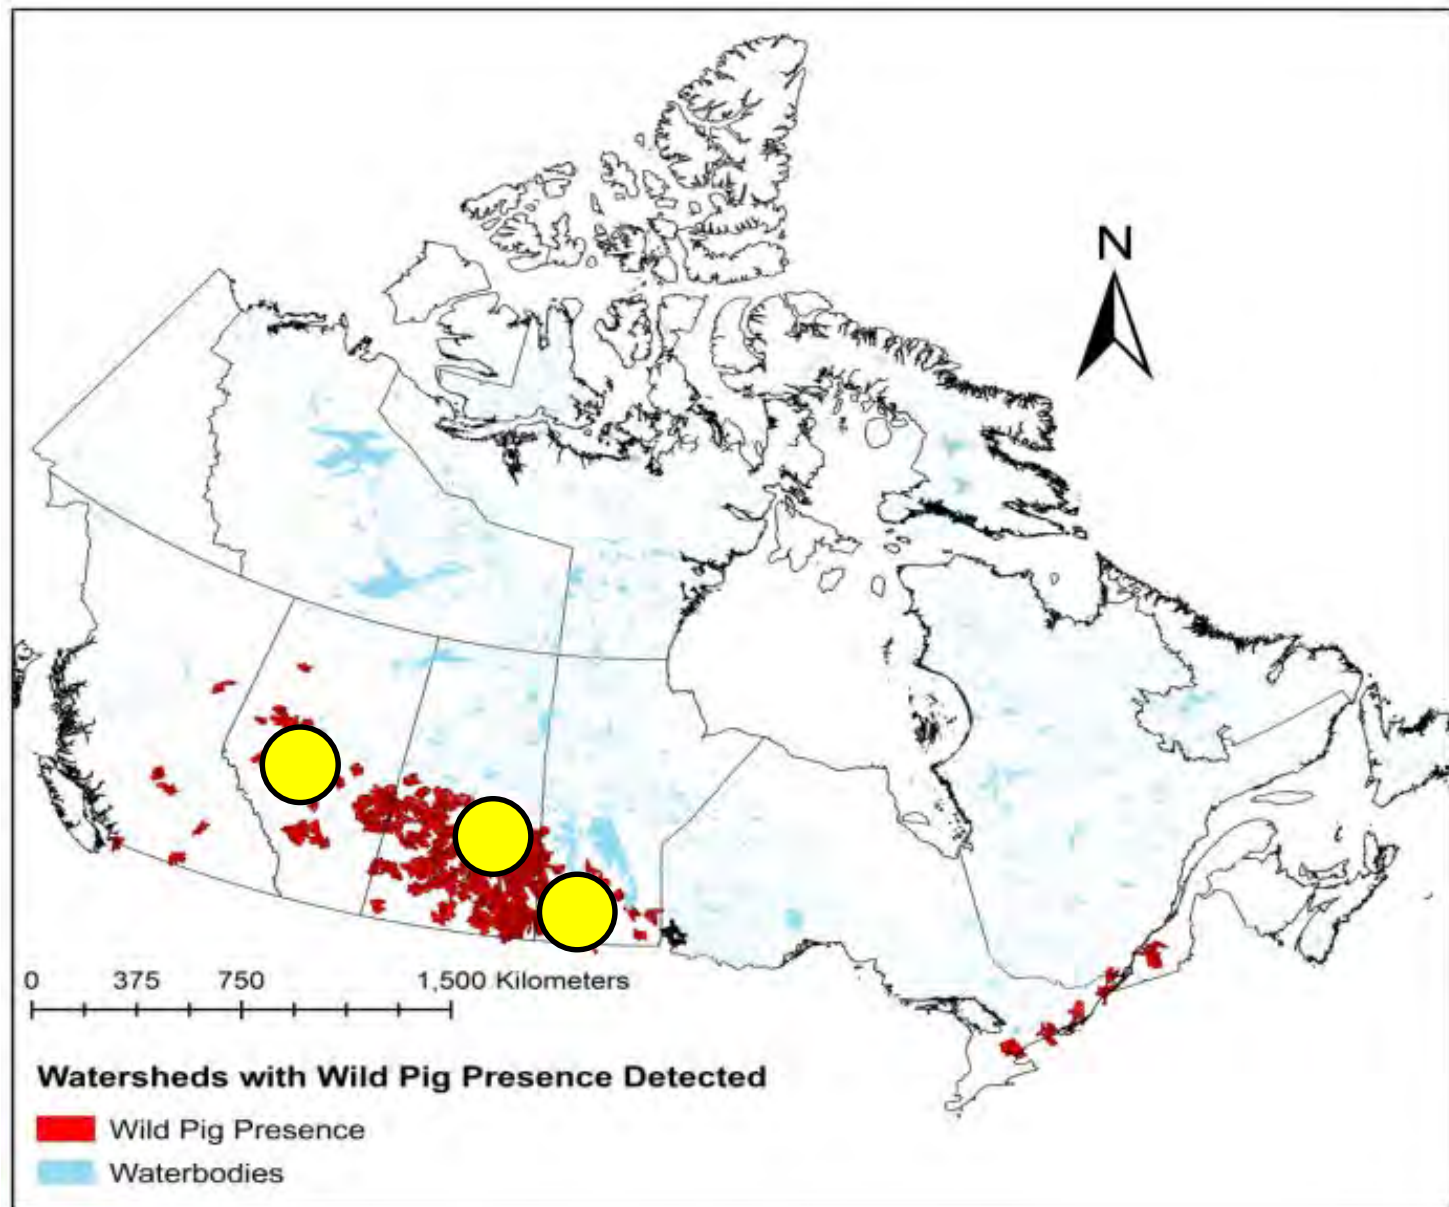 N
0 375 750 1,500 Kilometers
Watersheds with Wild Pig Presence Detected
Wild Pig Presence
Waterbodies